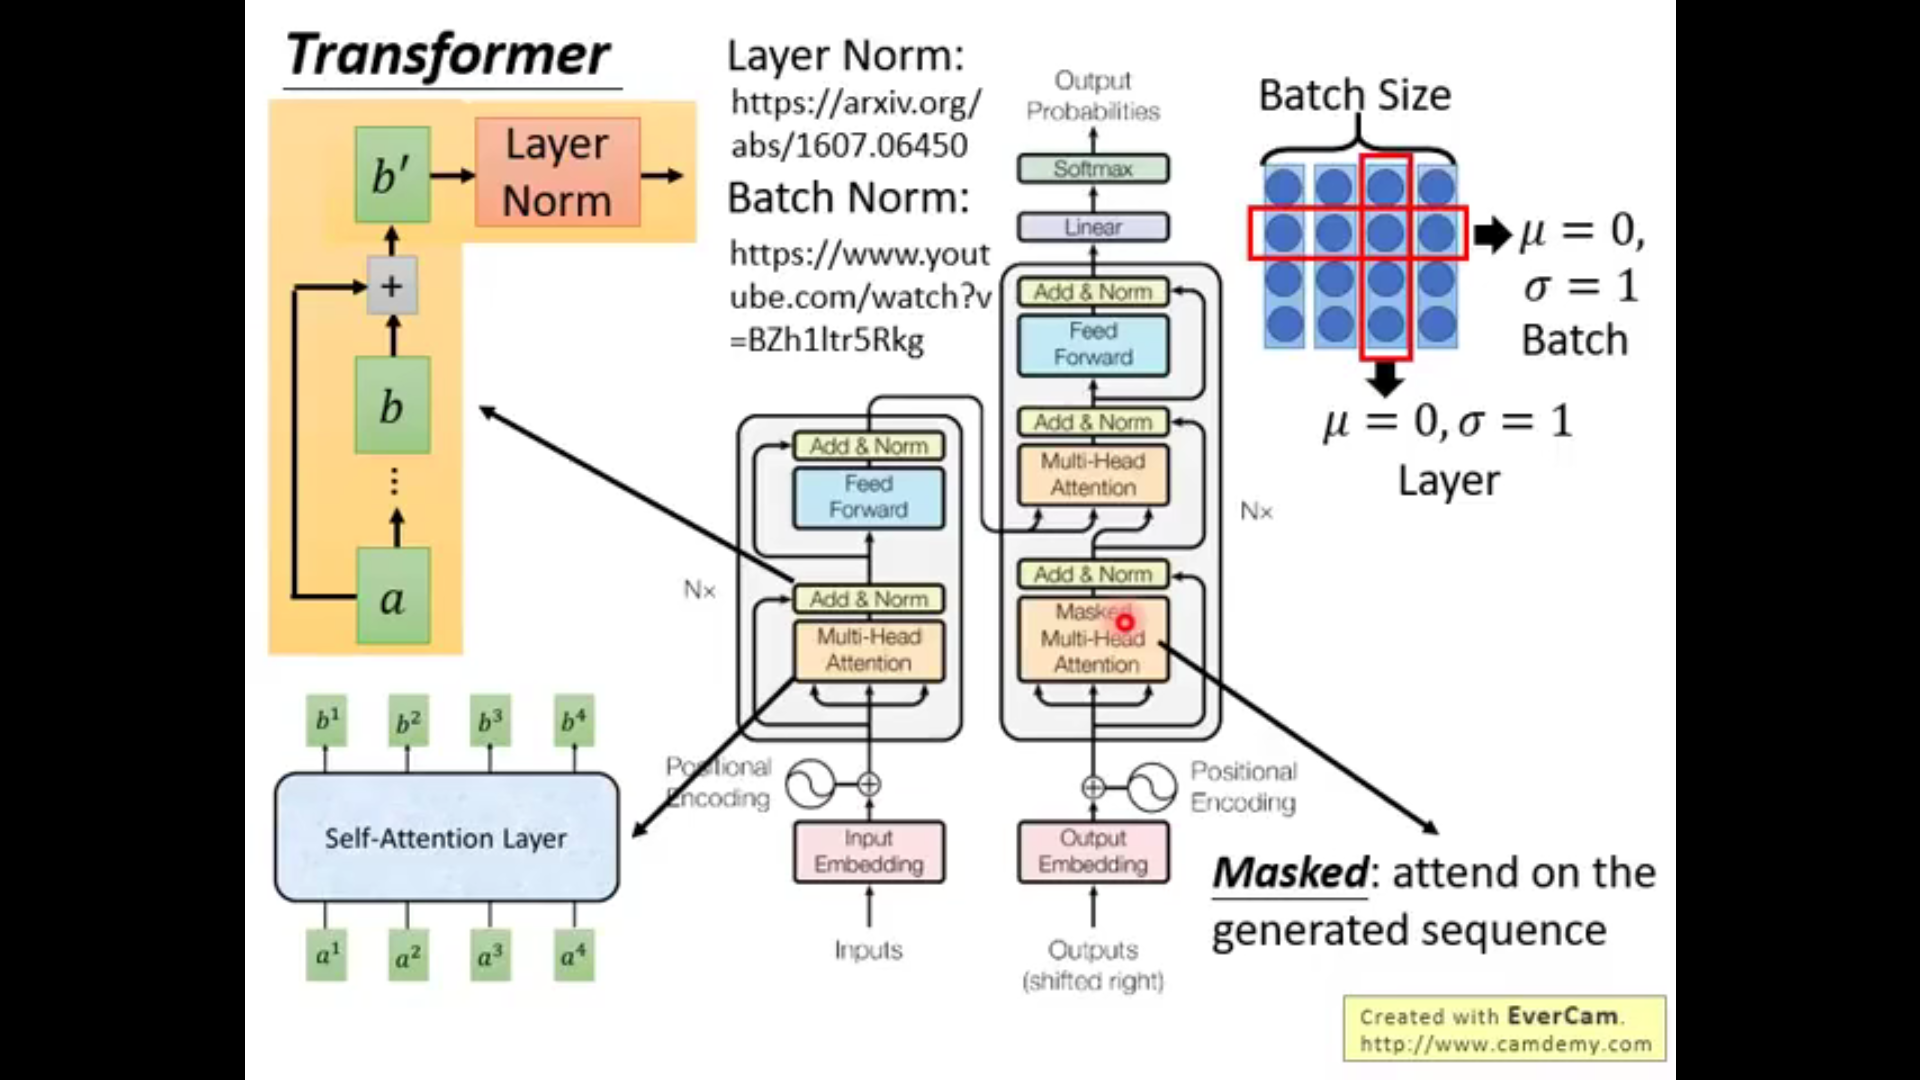 Transformer
b′
Layer
Norm
+
b
⋮
a
b¹ b² b³ b⁴
Self-Attention Layer
a¹ a² a³ a⁴
Layer Norm:
https://arxiv.org/
abs/1607.06450
Batch Norm:
https://www.yout
ube.com/watch?v
=BZh1ltr5Rkg
Add & Norm
Feed
Forward
Nx
Add & Norm
Multi-Head
Attention
Positional
Encoding
Input
Embedding
Inputs
Output
Probabilities
Softmax
Linear
Add & Norm
Feed
Forward
Add & Norm
Multi-Head
Attention
Nx
Add & Norm
Masked
Multi-Head
Attention
Positional
Encoding
Output
Embedding
Outputs
(shifted right)
Batch Size
μ = 0,
σ = 1
Batch
μ = 0, σ = 1
Layer
Masked: attend on the
generated sequence
Created with EverCam.
http://www.camdemy.com